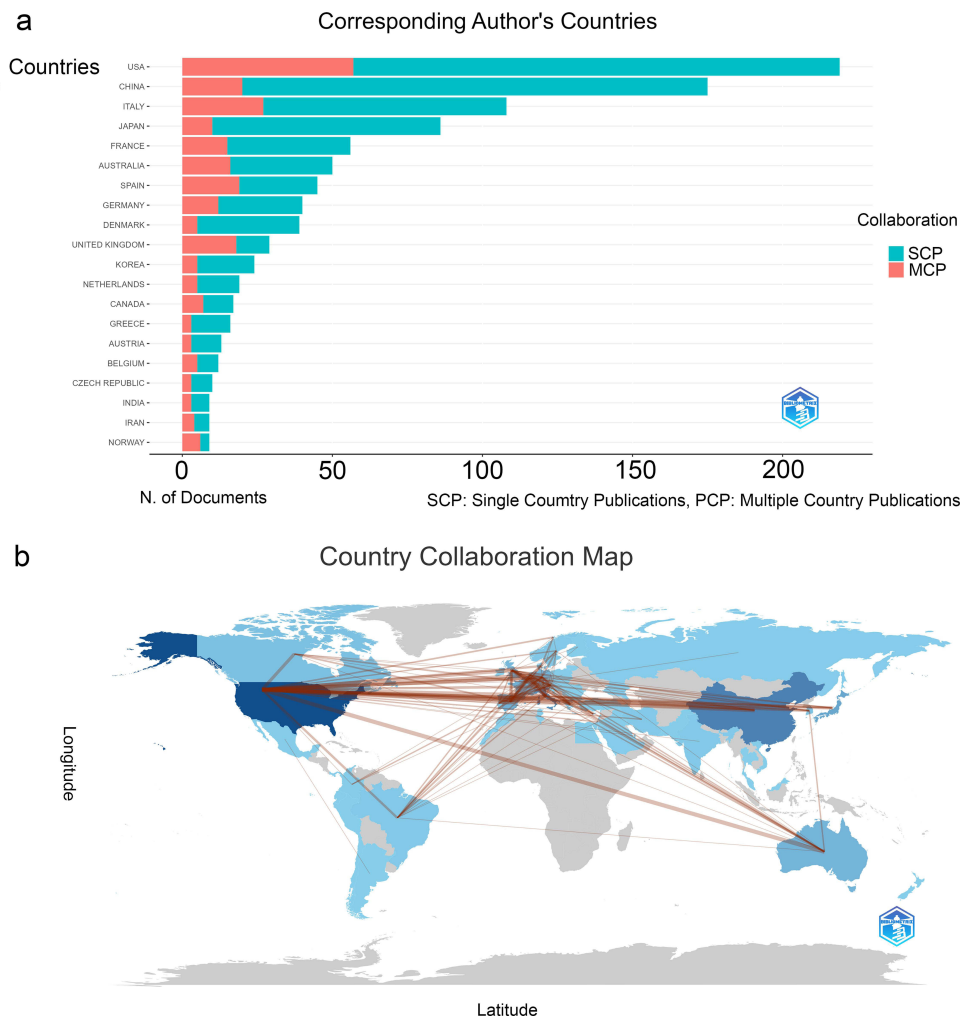 a
Corresponding Author's Countries
Countries
USA
CHINA
ITALY
JAPAN
FRANCE
AUSTRALIA
SPAIN
GERMANY
DENMARK
UNITED KINGDOM
KOREA
NETHERLANDS
CANADA
GREECE
AUSTRIA
BELGIUM
CZECH REPUBLIC
INDIA
IRAN
NORWAY
Collaboration
SCP
MCP
BIBLIOMETRIX
0 50 100 150 200
N. of Documents
SCP: Single Coumtry Publications, PCP: Multiple Country Publications
b
Country Collaboration Map
Longitude
BIBLIOMETRIX
Latitude